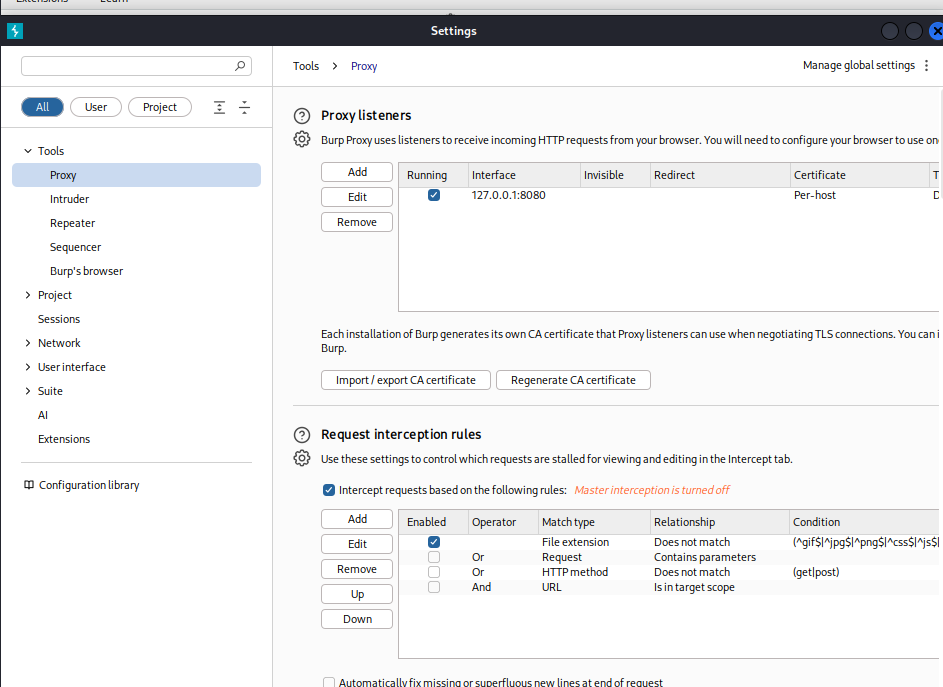 Extensions Learn
Settings
Tools > Proxy
Manage global settings
All User Project
Tools
Proxy
Intruder
Repeater
Sequencer
Burp's browser
Project
Sessions
Network
User interface
Suite
AI
Extensions
Configuration library
Proxy listeners
Burp Proxy uses listeners to receive incoming HTTP requests from your browser. You will need to configure your browser to use
Add
Edit
Remove
Running Interface Invisible Redirect Certificate T
127.0.0.1:8080 Per-host D
Each installation of Burp generates its own CA certificate that Proxy listeners can use when negotiating TLS connections. You can
Burp.
Import / export CA certificate Regenerate CA certificate
Request interception rules
Use these settings to control which requests are stalled for viewing and editing in the Intercept tab.
Intercept requests based on the following rules: Master interception is turned off
Add
Edit
Remove
Up
Down
Enabled Operator Match type Relationship Condition
File extension Does not match (^gif$|^jpg$|^png$|^css$|^js$|
Or Request Contains parameters
Or HTTP method Does not match (get|post)
And URL Is in target scope
Automatically fix missing or superfluous new lines at end of request